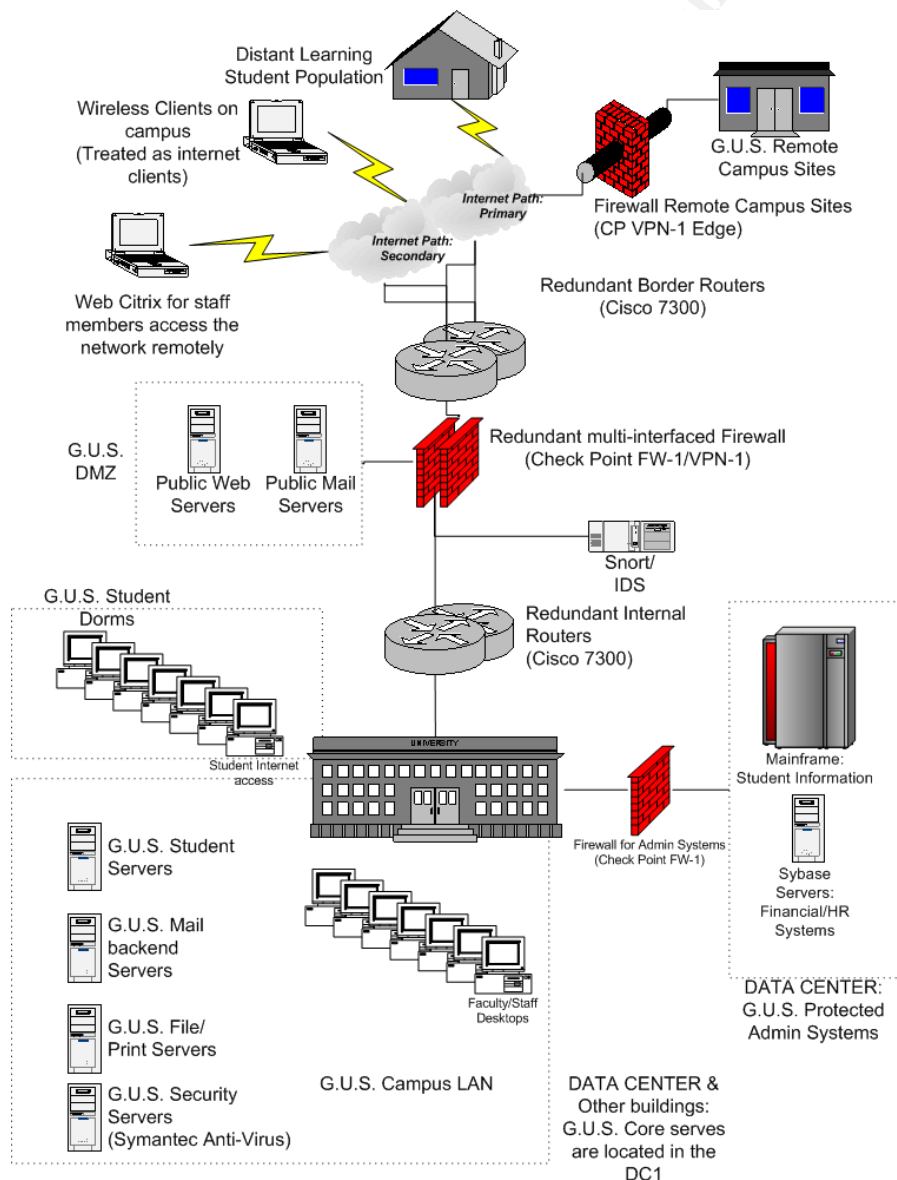 Distant Learning
Student Population
Wireless Clients on
campus
(Treated as internet
clients)
G.U.S. Remote
Campus Sites
Internet Path:
Primary
Firewall Remote Campus Sites
(CP VPN-1 Edge)
Internet Path:
Secondary
Web Citrix for staff
members access the
network remotely
Redundant Border Routers
(Cisco 7300)
G.U.S.
DMZ
Public Web
Servers
Public Mail
Servers
Redundant multi-interfaced Firewall
(Check Point FW-1/VPN-1)
Snort/
IDS
G.U.S. Student
Dorms
Student Internet
access
Redundant Internal
Routers
(Cisco 7300)
UNIVERSITY
Mainframe:
Student Information
Firewall for Admin Systems
(Check Point FW-1)
Sybase
Servers:
Financial/HR
Systems
DATA CENTER:
G.U.S. Protected
Admin Systems
G.U.S. Student
Servers
G.U.S. Mail
backend
Servers
G.U.S. File/
Print Servers
G.U.S. Security
Servers
(Symantec Anti-Virus)
Faculty/Staff
Desktops
G.U.S. Campus LAN
DATA CENTER &
Other buildings:
G.U.S. Core serves
are located in the
DC1